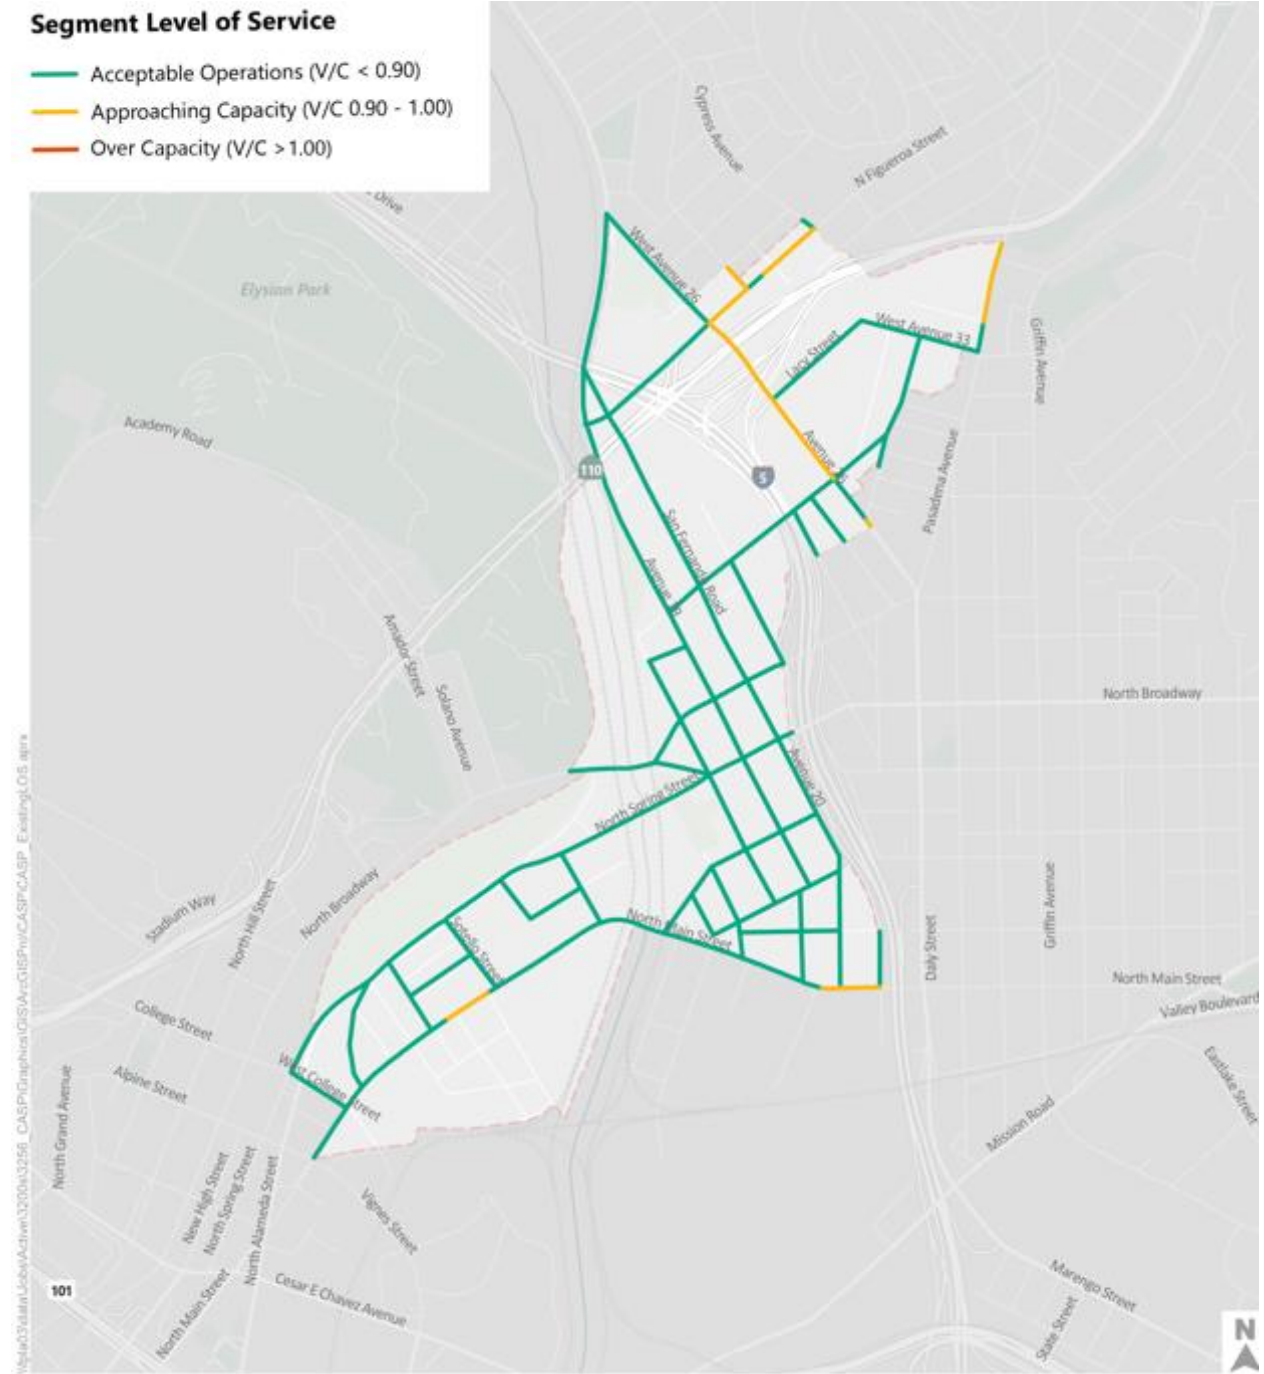 Segment Level of Service
Acceptable Operations (V/C < 0.90)
Approaching Capacity (V/C 0.90 - 1.00)
Over Capacity (V/C >1.00)
Drive
Cypress Avenue
N Figueroa Street
West Avenue 26
Elysian Park
West Avenue 33
Lacy Street
Griffin Avenue
Academy Road
Avenue
110
5
Pasadena Avenue
San Fernando Road
Avenue
Amador Street
Solano Avenue
North Broadway
Avenue 20
North Spring Street
North Broadway
Stadium Way
North Hill Street
Sotello Street
North Main Street
Daly Street
Griffin Avenue
North Main Street
Valley Boulevard
College Street
West College Street
Alpine Street
North Grand Avenue
Eastlake Street
Mission Road
New High Street
North Spring Street
North Alameda Street
Vignes Street
101
Cesar E Chavez Avenue
North Main Street
Marengo Street
State Street
N